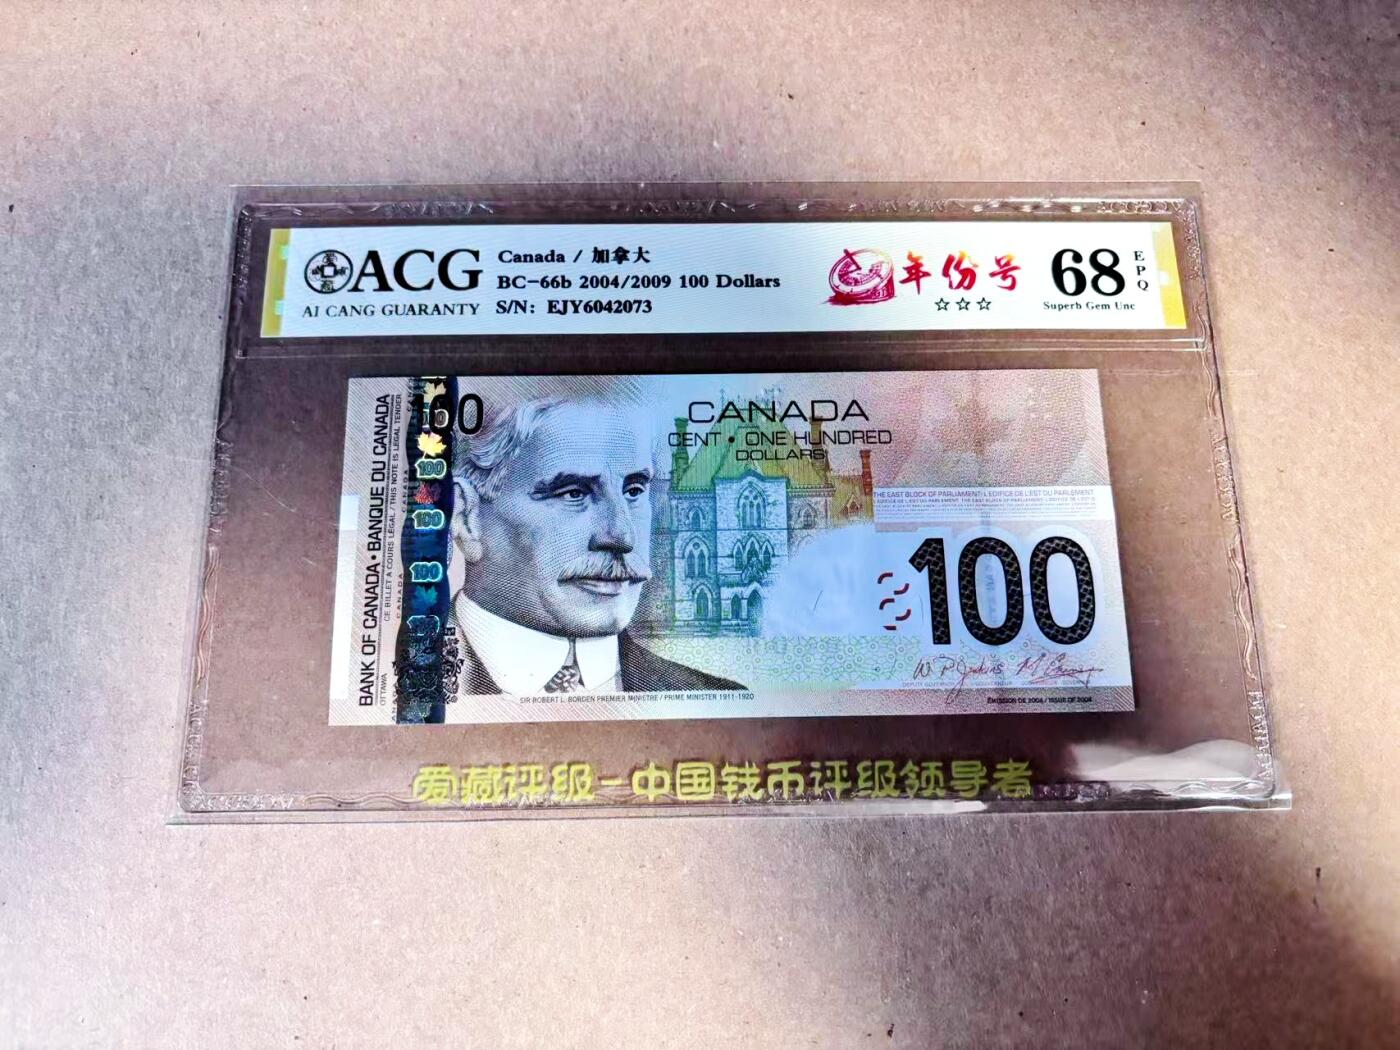 ACG
AI CANG GUARANTY
Canada / 加拿大
BC-66b 2004/2009 100 Dollars
S/N: EJY6042073
年份号
☆☆☆
68
EPQ
Superb Gem Unc
BANK OF CANADA • BANQUE DU CANADA
OTTAWA
CE BILLET A COURS LÉGAL / THIS NOTE IS LEGAL TENDER
CANADA
100
100
100
100
CANADA
CENT • ONE HUNDRED
DOLLARS
THE EAST BLOCK OF PARLIAMENT: L'ÉDIFICE DE L'EST DU PARLEMENT
100
SIR ROBERT L. BORDEN PREMIER MINISTRE / PRIME MINISTER 1911-1920
ÉMISSION DE 2004 / ISSUE OF 2004
爱藏评级-中国钱币评级领导者